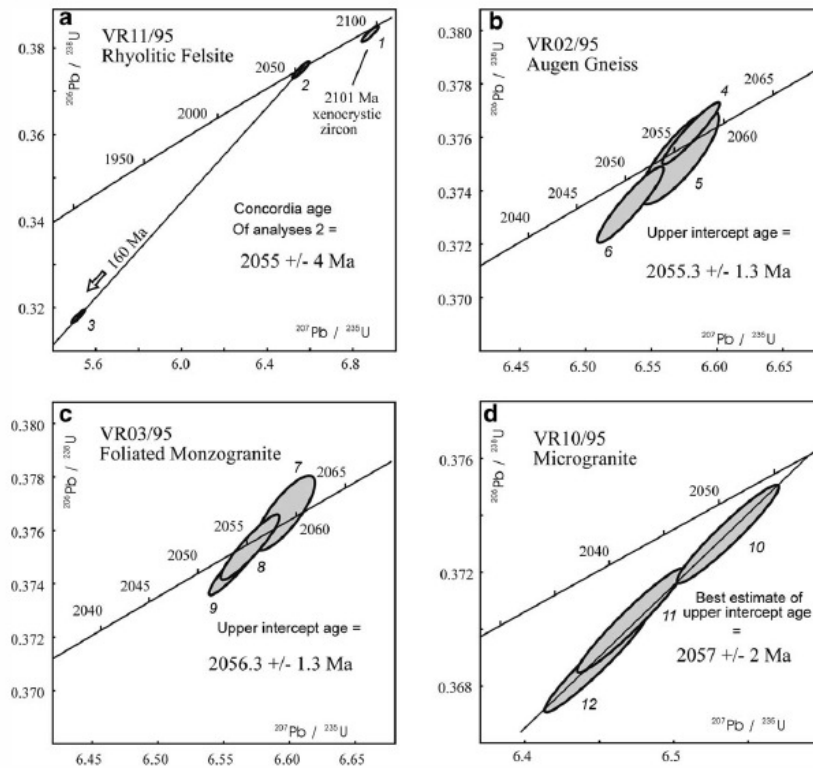 a
VR11/95
Rhyolitic Felsite
206Pb / 238U
0.38
0.36
0.34
0.32
1950
2000
2050
2100
1
2
3
2101 Ma
xenocrystic
zircon
Concordia age
Of analyses 2 =
2055 +/- 4 Ma
160 Ma
207Pb / 235U
5.6
6.0
6.4
6.8
b
VR02/95
Augen Gneiss
206Pb / 238U
0.380
0.378
0.376
0.374
0.372
0.370
2040
2045
2050
2055
2060
2065
4
5
6
Upper intercept age =
2055.3 +/- 1.3 Ma
207Pb / 235U
6.45
6.50
6.55
6.60
6.66
c
VR03/95
Foliated Monzogranite
206Pb / 238U
0.380
0.378
0.376
0.374
0.372
0.370
2040
2045
2050
2055
2060
2065
7
8
9
Upper intercept age =
2056.3 +/- 1.3 Ma
207Pb / 235U
6.45
6.50
6.55
6.60
6.66
d
VR10/95
Microgranite
206Pb / 238U
0.376
0.372
0.368
2040
2050
10
11
12
Best estimate of
upper intercept age
=
2057 +/- 2 Ma
207Pb / 235U
6.4
6.5